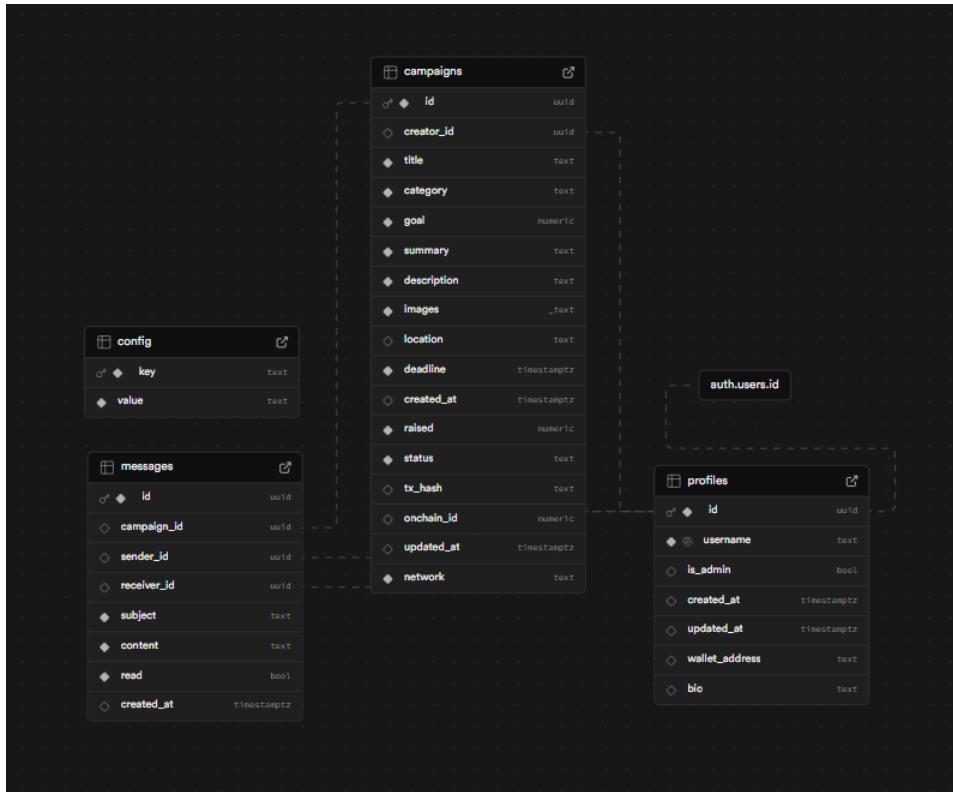 campaigns
id uuid
creator_id uuid
title text
category text
goal numeric
summary text
description text
images _text
location text
deadline timestamptz
created_at timestamptz
raised numeric
status text
tx_hash text
onchain_id numeric
updated_at timestamptz
network text
config
key text
value text
messages
id uuid
campaign_id uuid
sender_id uuid
receiver_id uuid
subject text
content text
read bool
created_at timestamptz
auth.users.id
profiles
id uuid
username text
is_admin bool
created_at timestamptz
updated_at timestamptz
wallet_address text
bio text